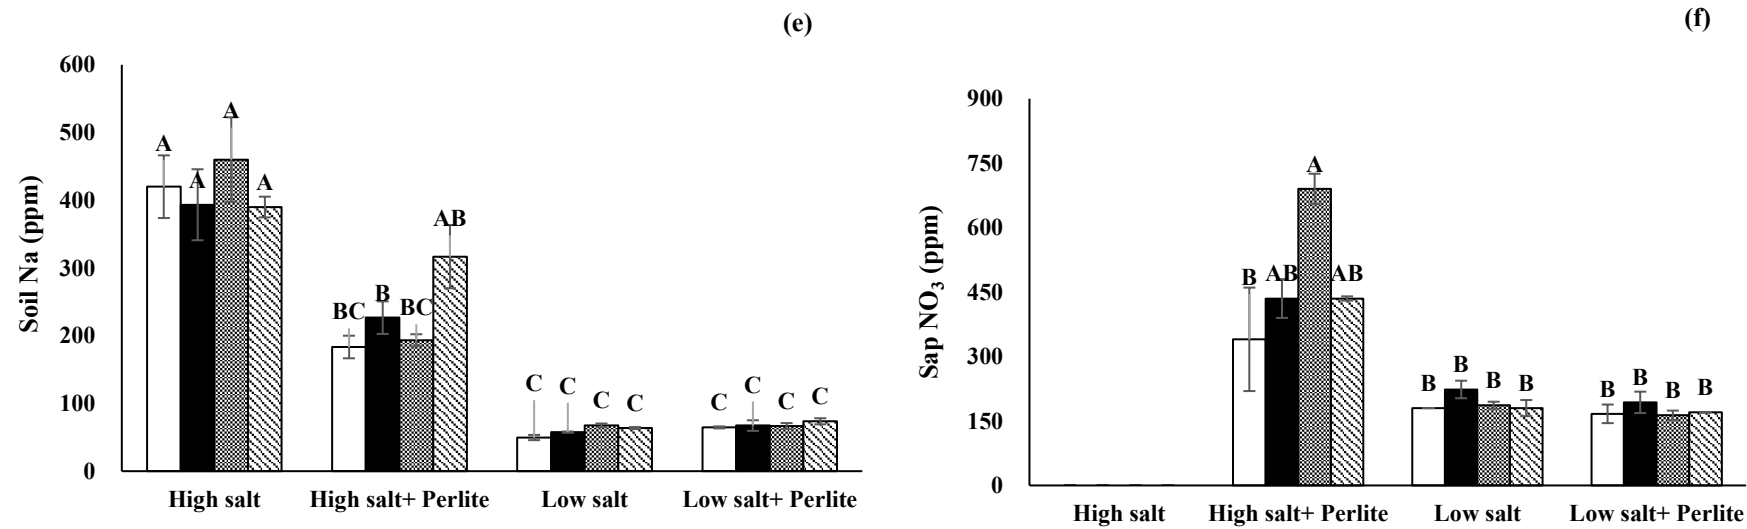 (e)
600
500
400
300
200
100
0
Soil Na (ppm)
A
A
A
A
BC
B
BC
AB
C
C
C
C
C
C
C
C
High salt
High salt+ Perlite
Low salt
Low salt+ Perlite
(f)
900
750
600
450
300
150
0
Sap NO3 (ppm)
B
AB
A
AB
B
B
B
B
B
B
B
B
High salt
High salt+ Perlite
Low salt
Low salt+ Perlite